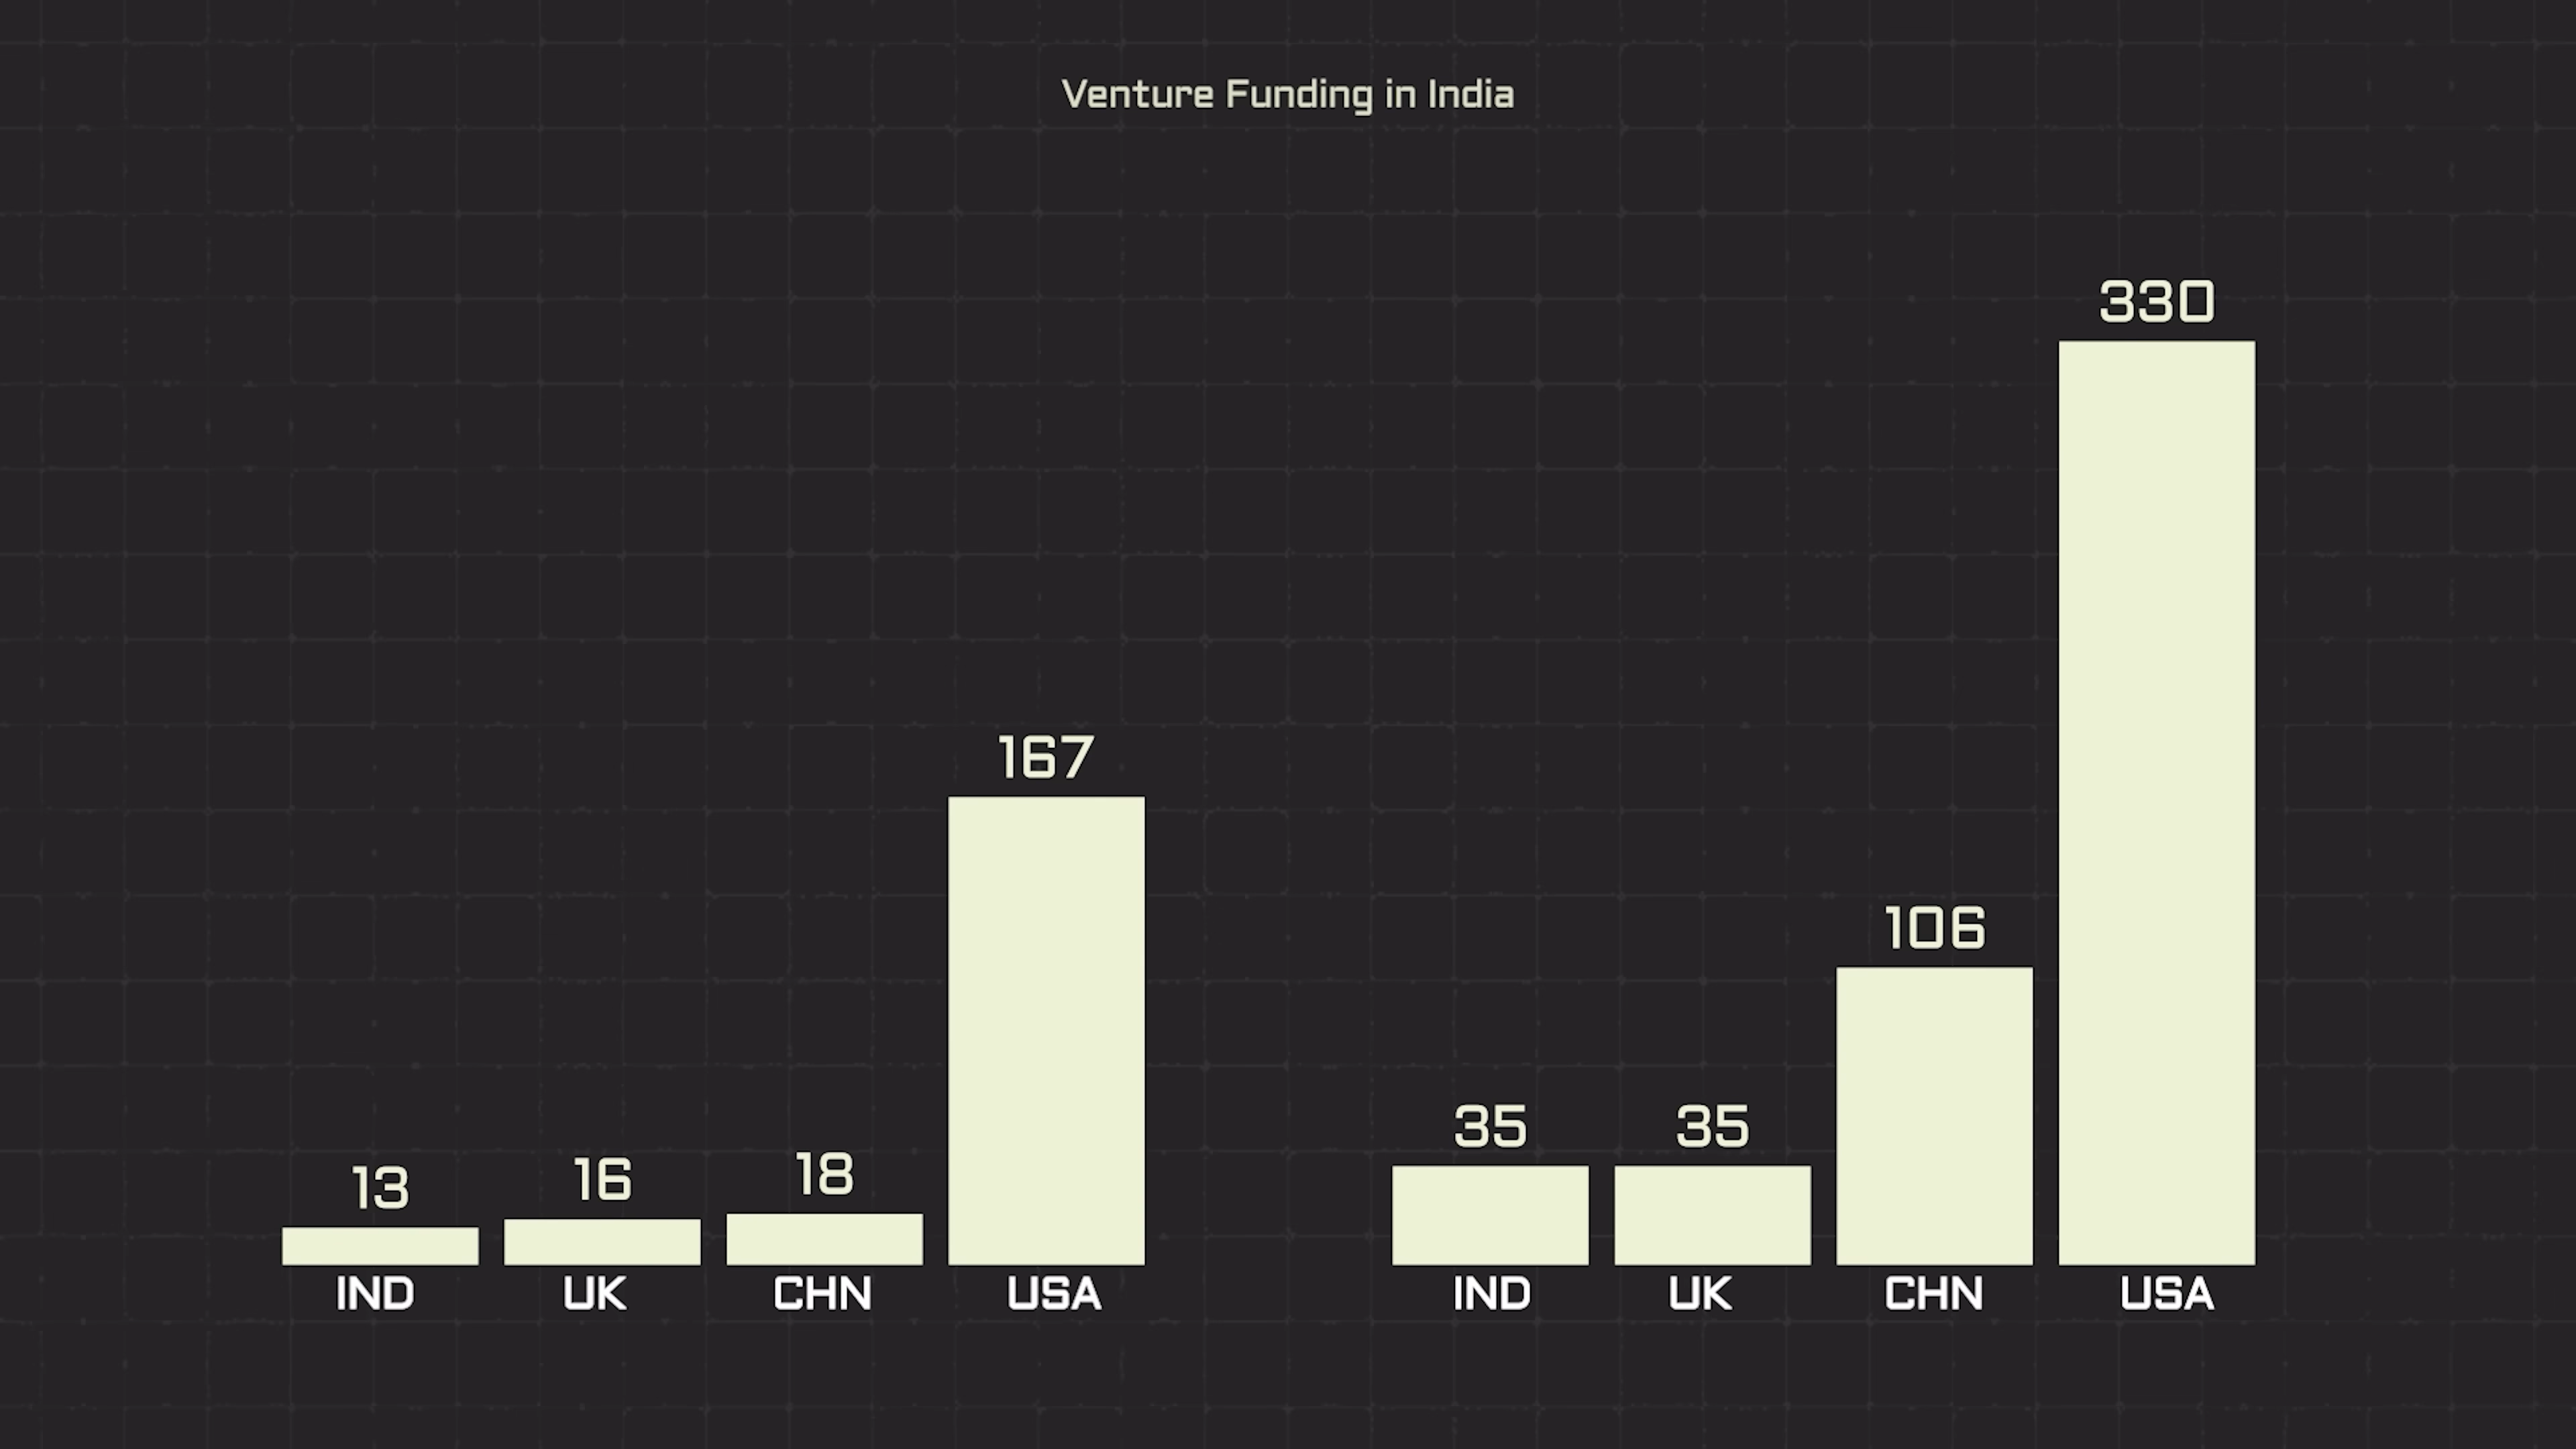 Venture Funding in India
330
167
106
35
35
18
16
13
IND
UK
CHN
USA
IND
UK
CHN
USA